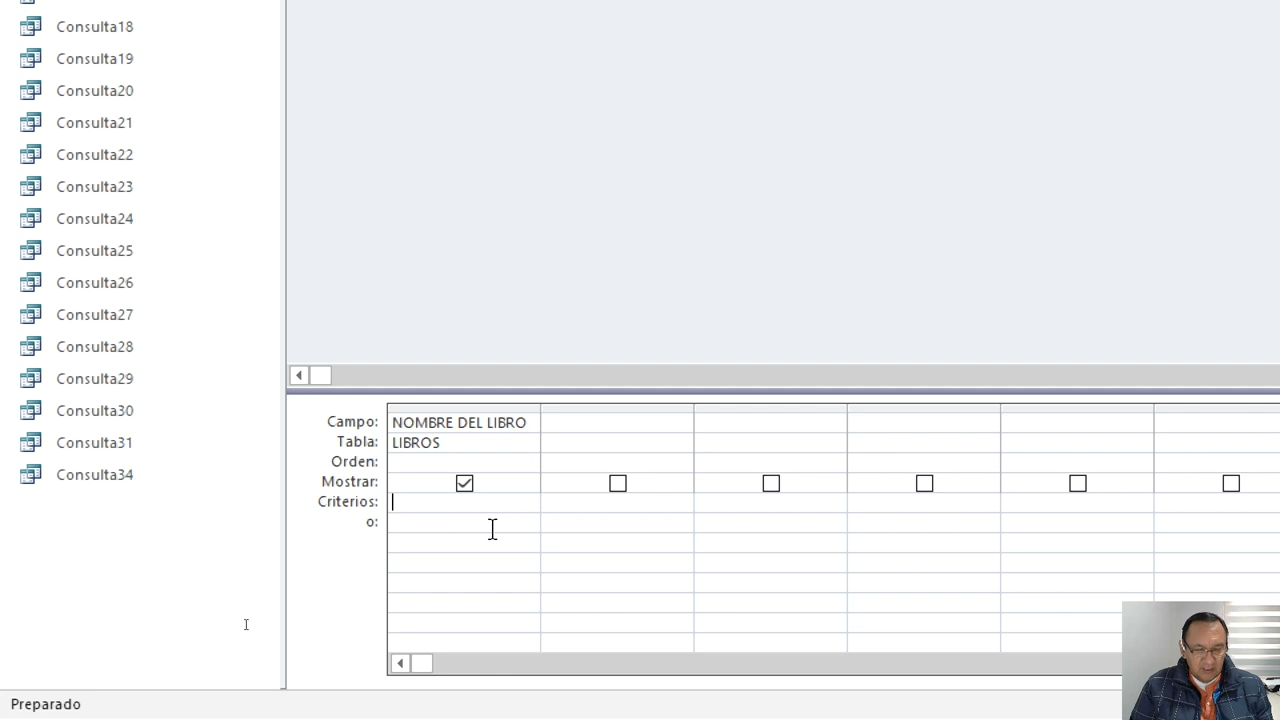 Consulta18
Consulta19
Consulta20
Consulta21
Consulta22
Consulta23
Consulta24
Consulta25
Consulta26
Consulta27
Consulta28
Consulta29
Consulta30
Consulta31
Consulta34
Campo: NOMBRE DEL LIBRO
Tabla: LIBROS
Orden:
Mostrar:
Criterios:
o:
Preparado